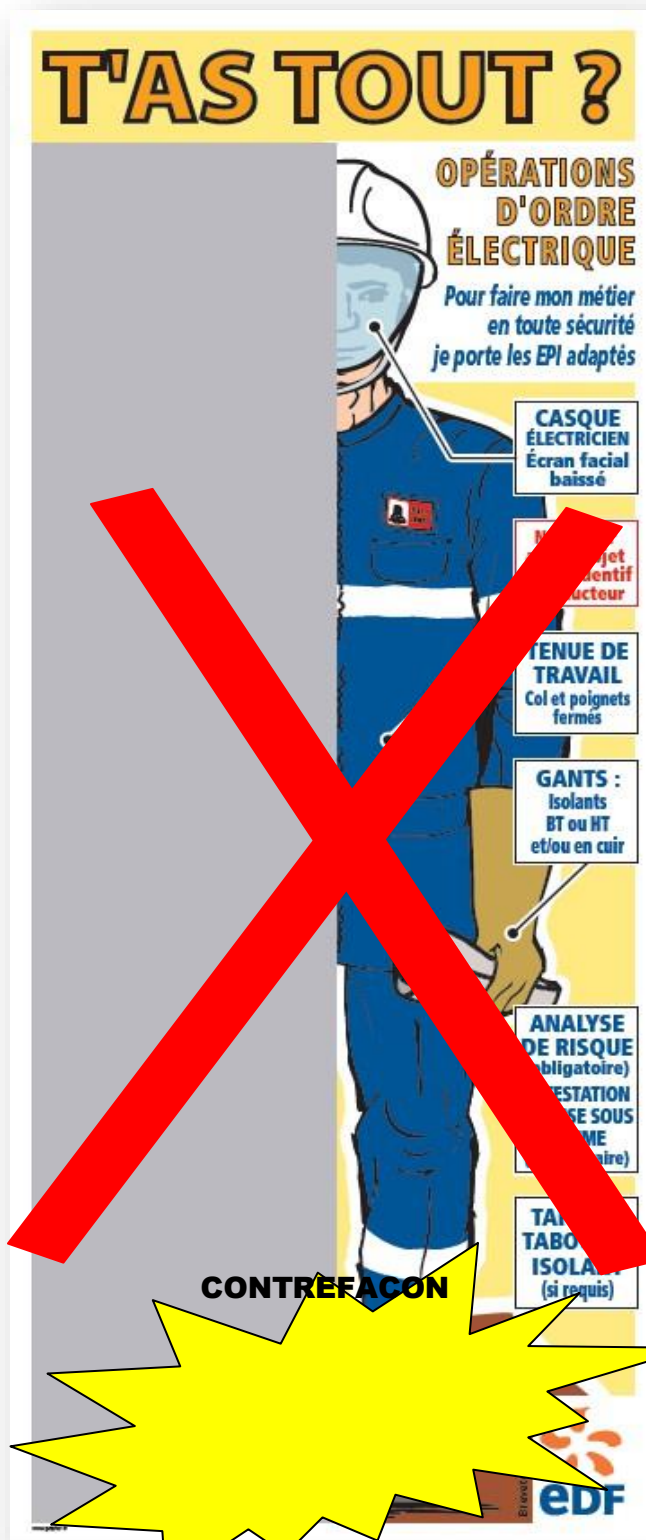 T'AS TOUT ?
OPÉRATIONS
D'ORDRE
ÉLECTRIQUE
Pour faire mon métier
en toute sécurité
je porte les EPI adaptés
CASQUE
ÉLECTRICIEN
Écran facial
baissé
TENUE DE
TRAVAIL
Col et poignets
fermés
GANTS :
Isolants
BT ou HT
et/ou en cuir
ANALYSE
DE RISQUE
ISOLANT
(si requis)
CONTREFACON
eDF